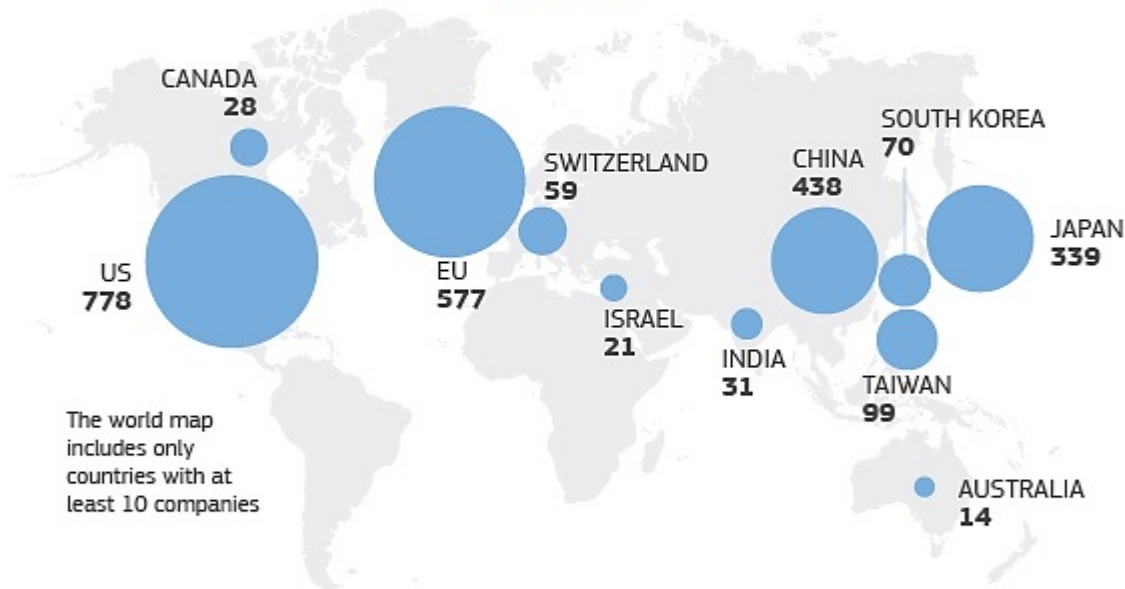 CANADA
28
US
778
EU
577
SWITZERLAND
59
ISRAEL
21
INDIA
31
CHINA
438
SOUTH KOREA
70
JAPAN
339
TAIWAN
99
AUSTRALIA
14
The world map
includes only
countries with at
least 10 companies